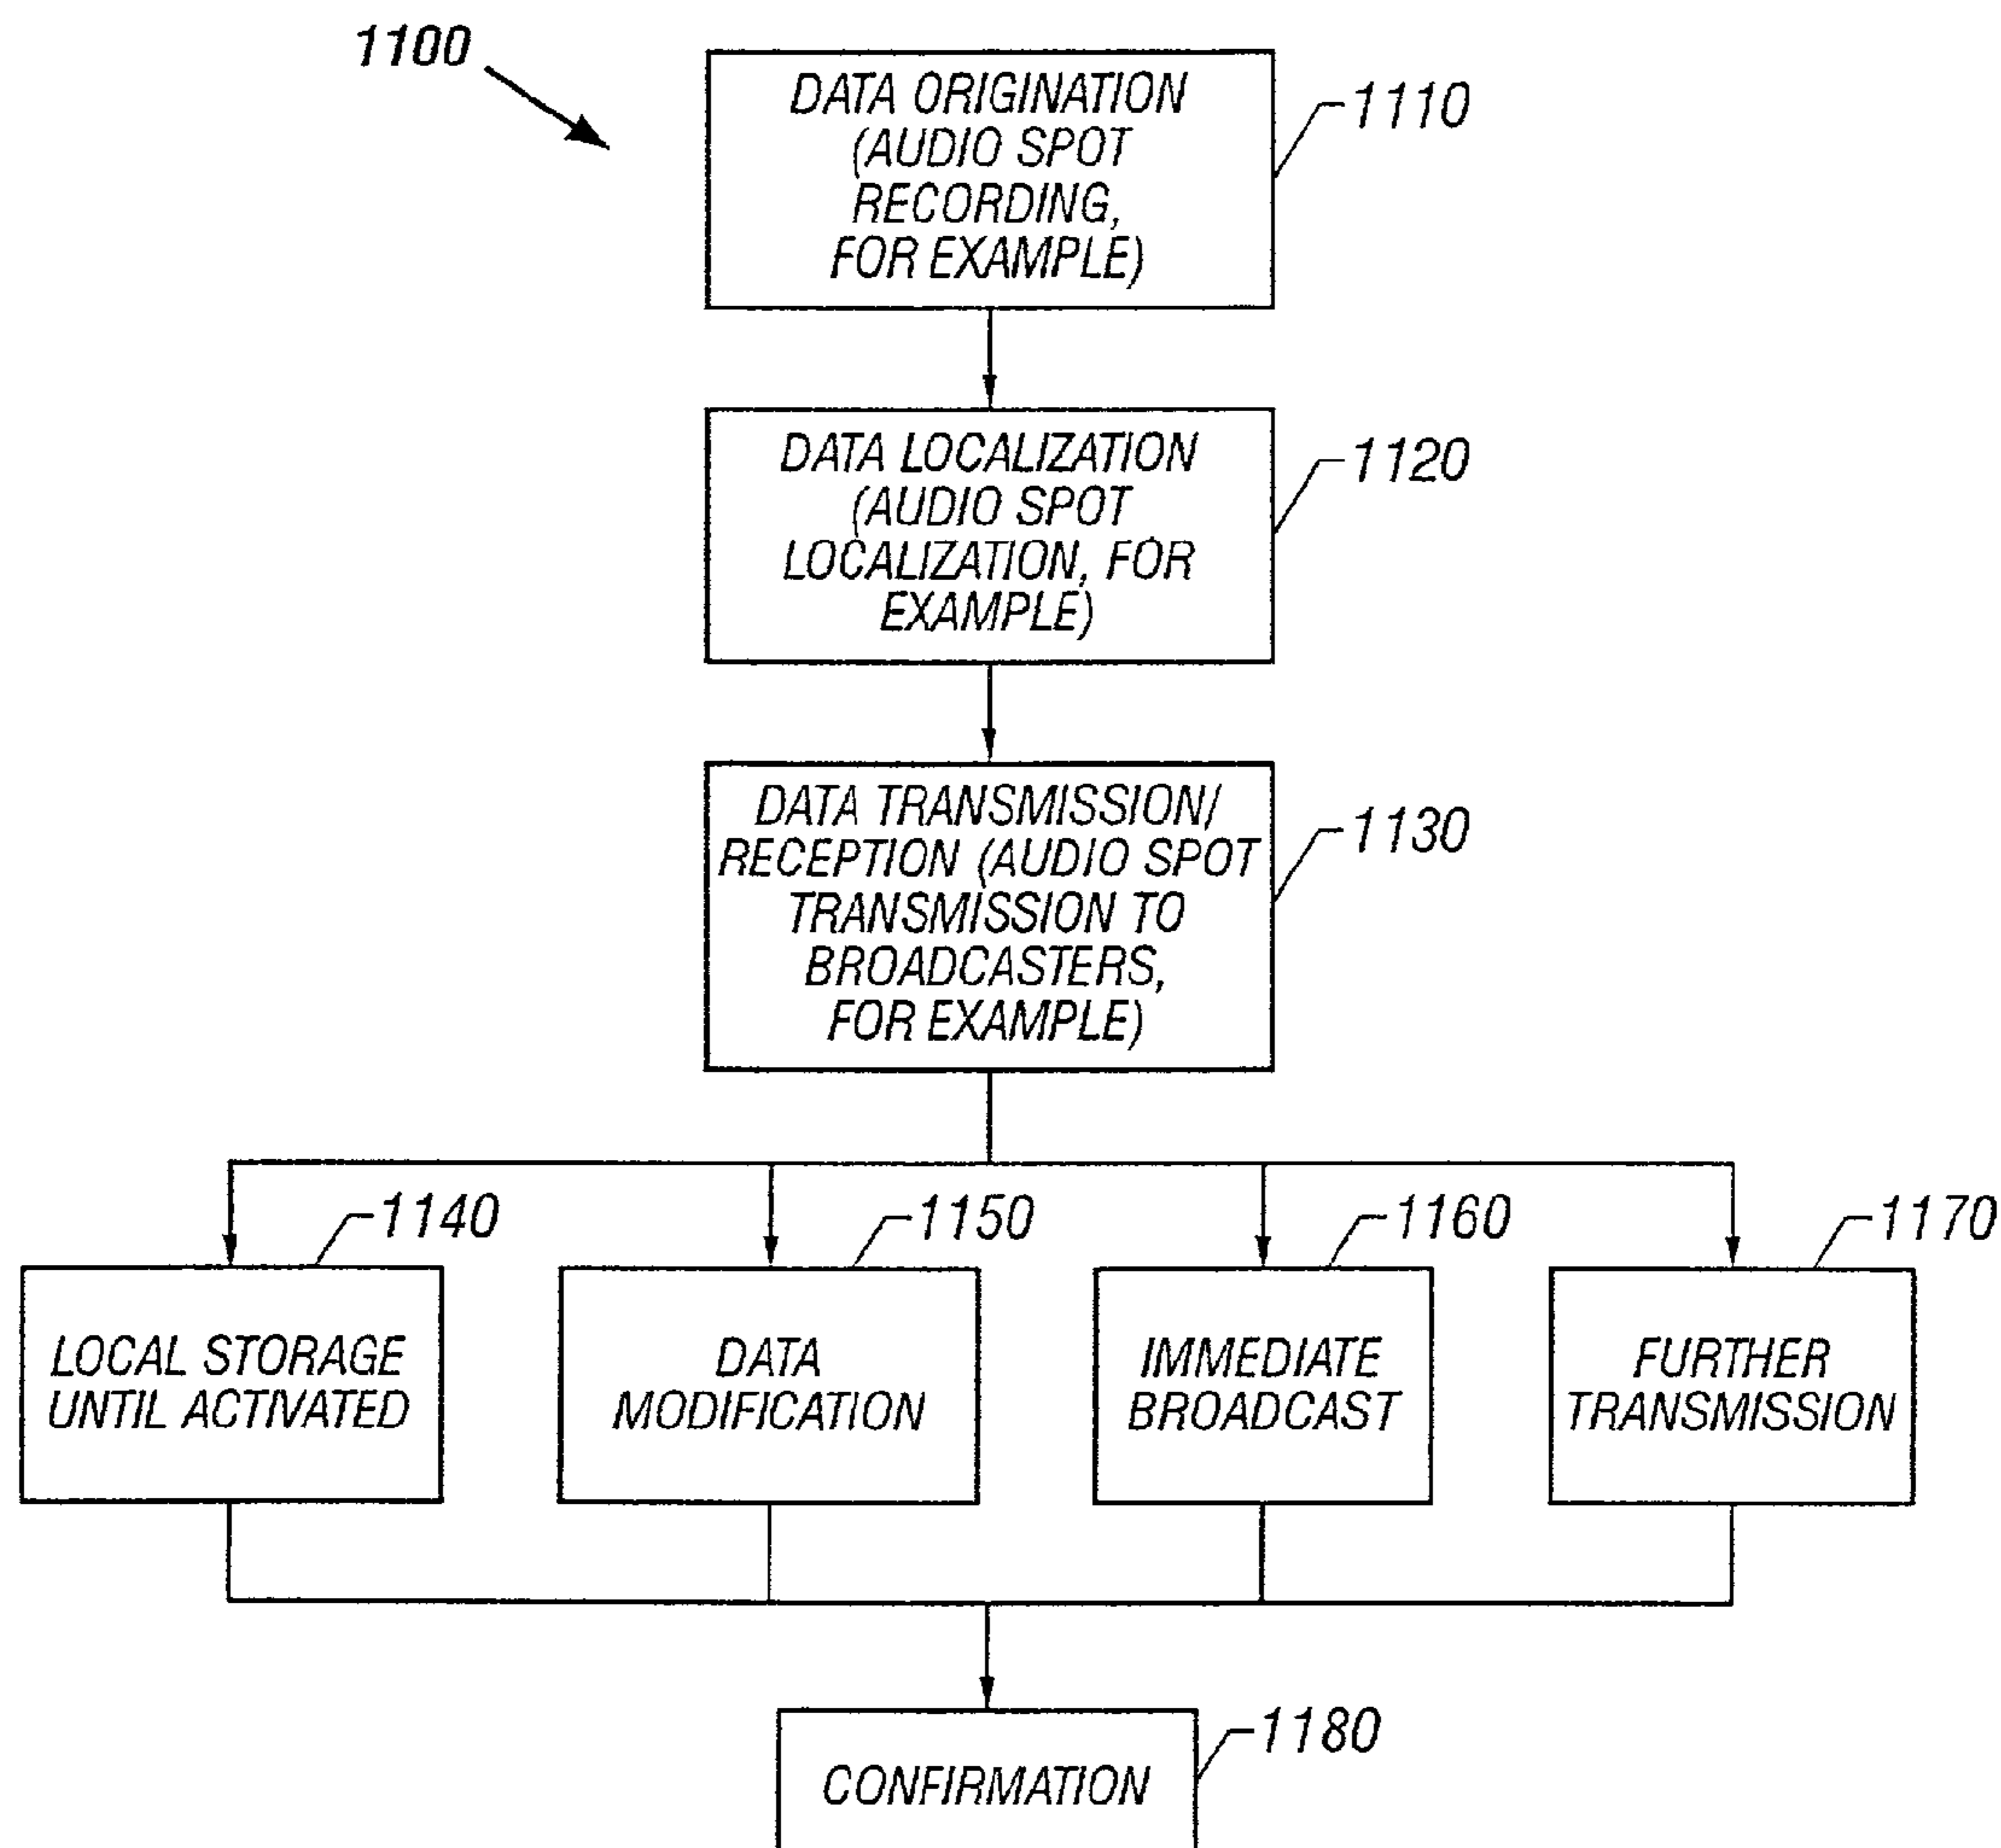 1100
DATA ORIGINATION
(AUDIO SPOT
RECORDING,
FOR EXAMPLE)
1110
DATA LOCALIZATION
(AUDIO SPOT
LOCALIZATION, FOR
EXAMPLE)
1120
DATA TRANSMISSION/
RECEPTION (AUDIO SPOT
TRANSMISSION TO
BROADCASTERS,
FOR EXAMPLE)
1130
1140
LOCAL STORAGE
UNTIL ACTIVATED
1150
DATA
MODIFICATION
1160
IMMEDIATE
BROADCAST
1170
FURTHER
TRANSMISSION
1180
CONFIRMATION